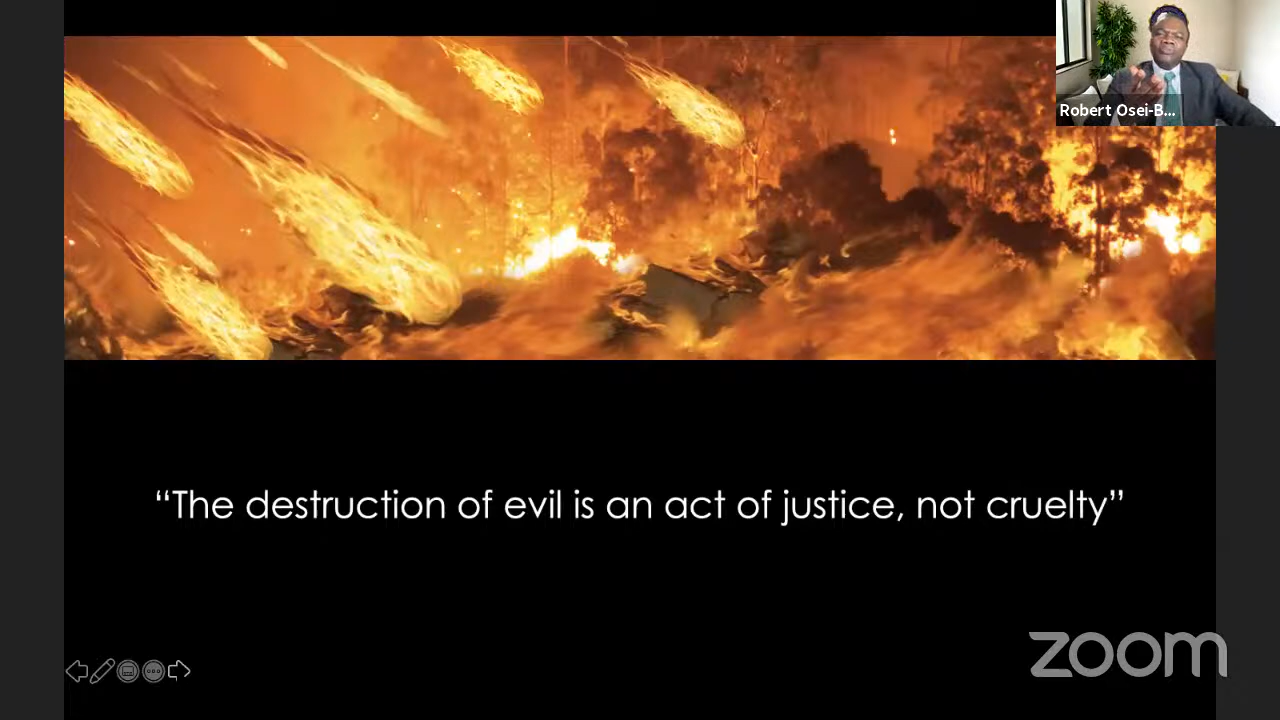 Robert Osei-B...
“The destruction of evil is an act of justice, not cruelty”
zoom